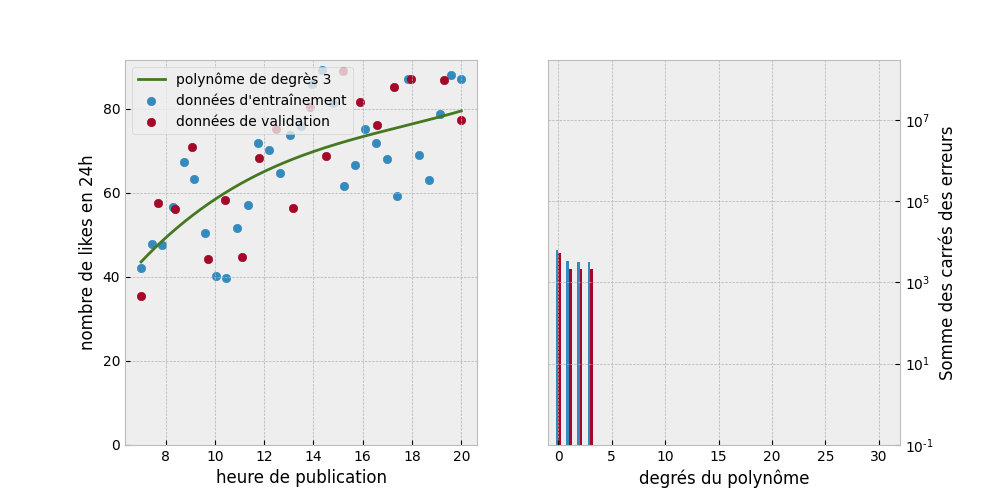 polynôme de degrès 3
données d'entraînement
données de validation
80
60
40
20
0
nombre de likes en 24h
8 10 12 14 16 18 20
heure de publication
10^7
10^5
10^3
10^1
10^-1
Somme des carrés des erreurs
0 5 10 15 20 25 30
degrés du polynôme